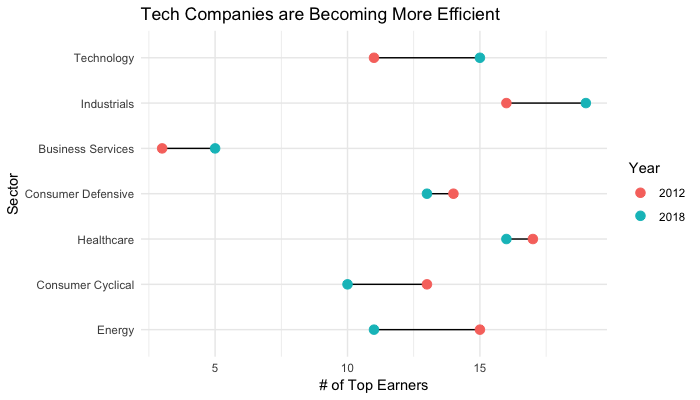 Tech Companies are Becoming More Efficient
Sector
Technology
Industrials
Business Services
Consumer Defensive
Healthcare
Consumer Cyclical
Energy
5 10 15
# of Top Earners
Year
2012
2018